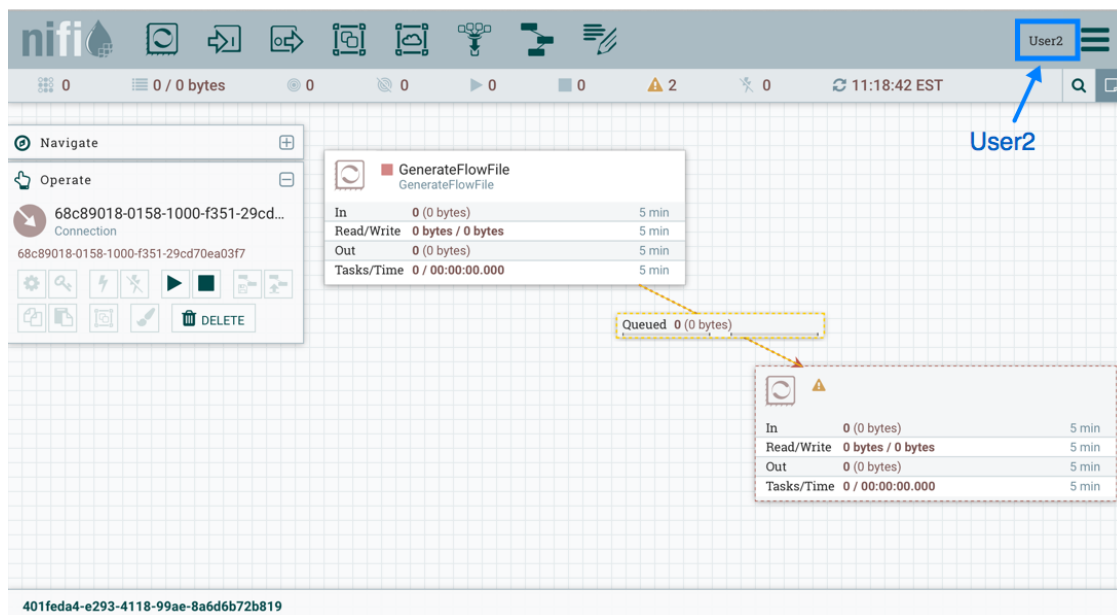 nifi
User2
0 0 / 0 bytes 0 0 0 0 2 0 11:18:42 EST
User2
Navigate
Operate
68c89018-0158-1000-f351-29cd...
Connection
68c89018-0158-1000-f351-29cd70ea03f7
DELETE
GenerateFlowFile
GenerateFlowFile
In 0 (0 bytes) 5 min
Read/Write 0 bytes / 0 bytes 5 min
Out 0 (0 bytes) 5 min
Tasks/Time 0 / 00:00:00.000 5 min
Queued 0 (0 bytes)
In 0 (0 bytes) 5 min
Read/Write 0 bytes / 0 bytes 5 min
Out 0 (0 bytes) 5 min
Tasks/Time 0 / 00:00:00.000 5 min
401feda4-e293-4118-99ae-8a6d6b72b819